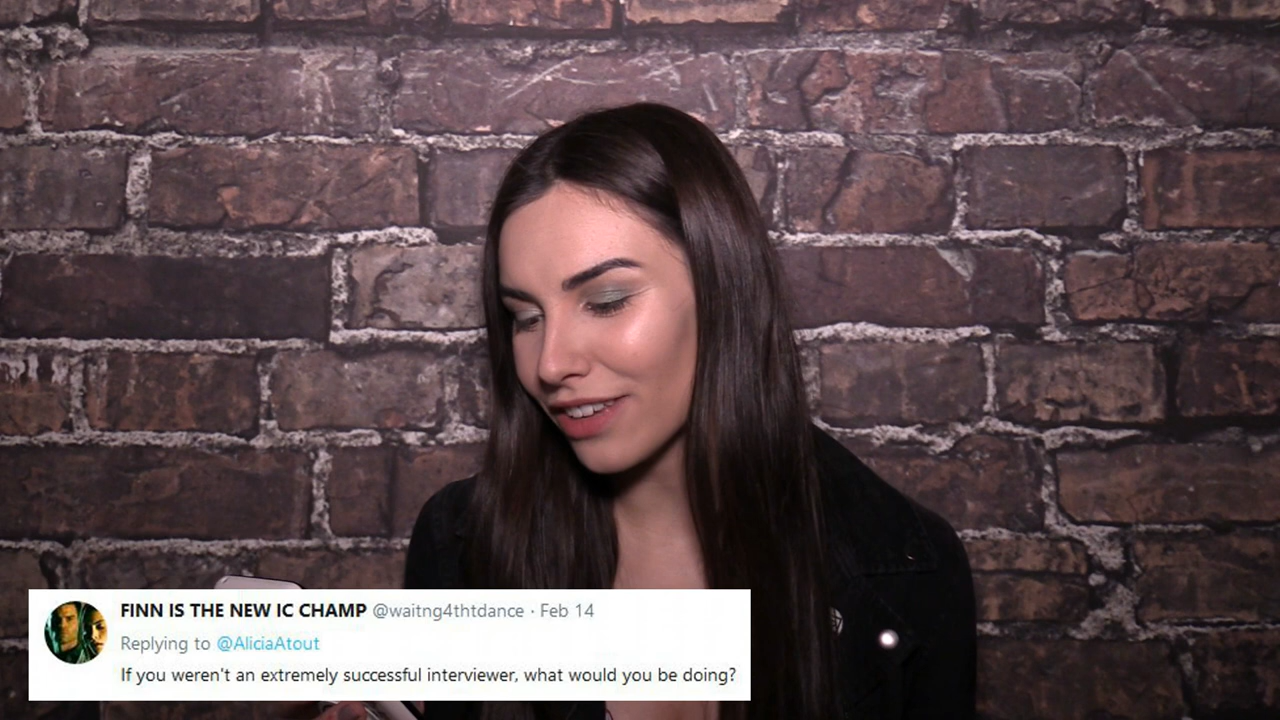 FINN IS THE NEW IC CHAMP @waitng4thtdance · Feb 14
Replying to @AliciaAtout
If you weren't an extremely successful interviewer, what would you be doing?